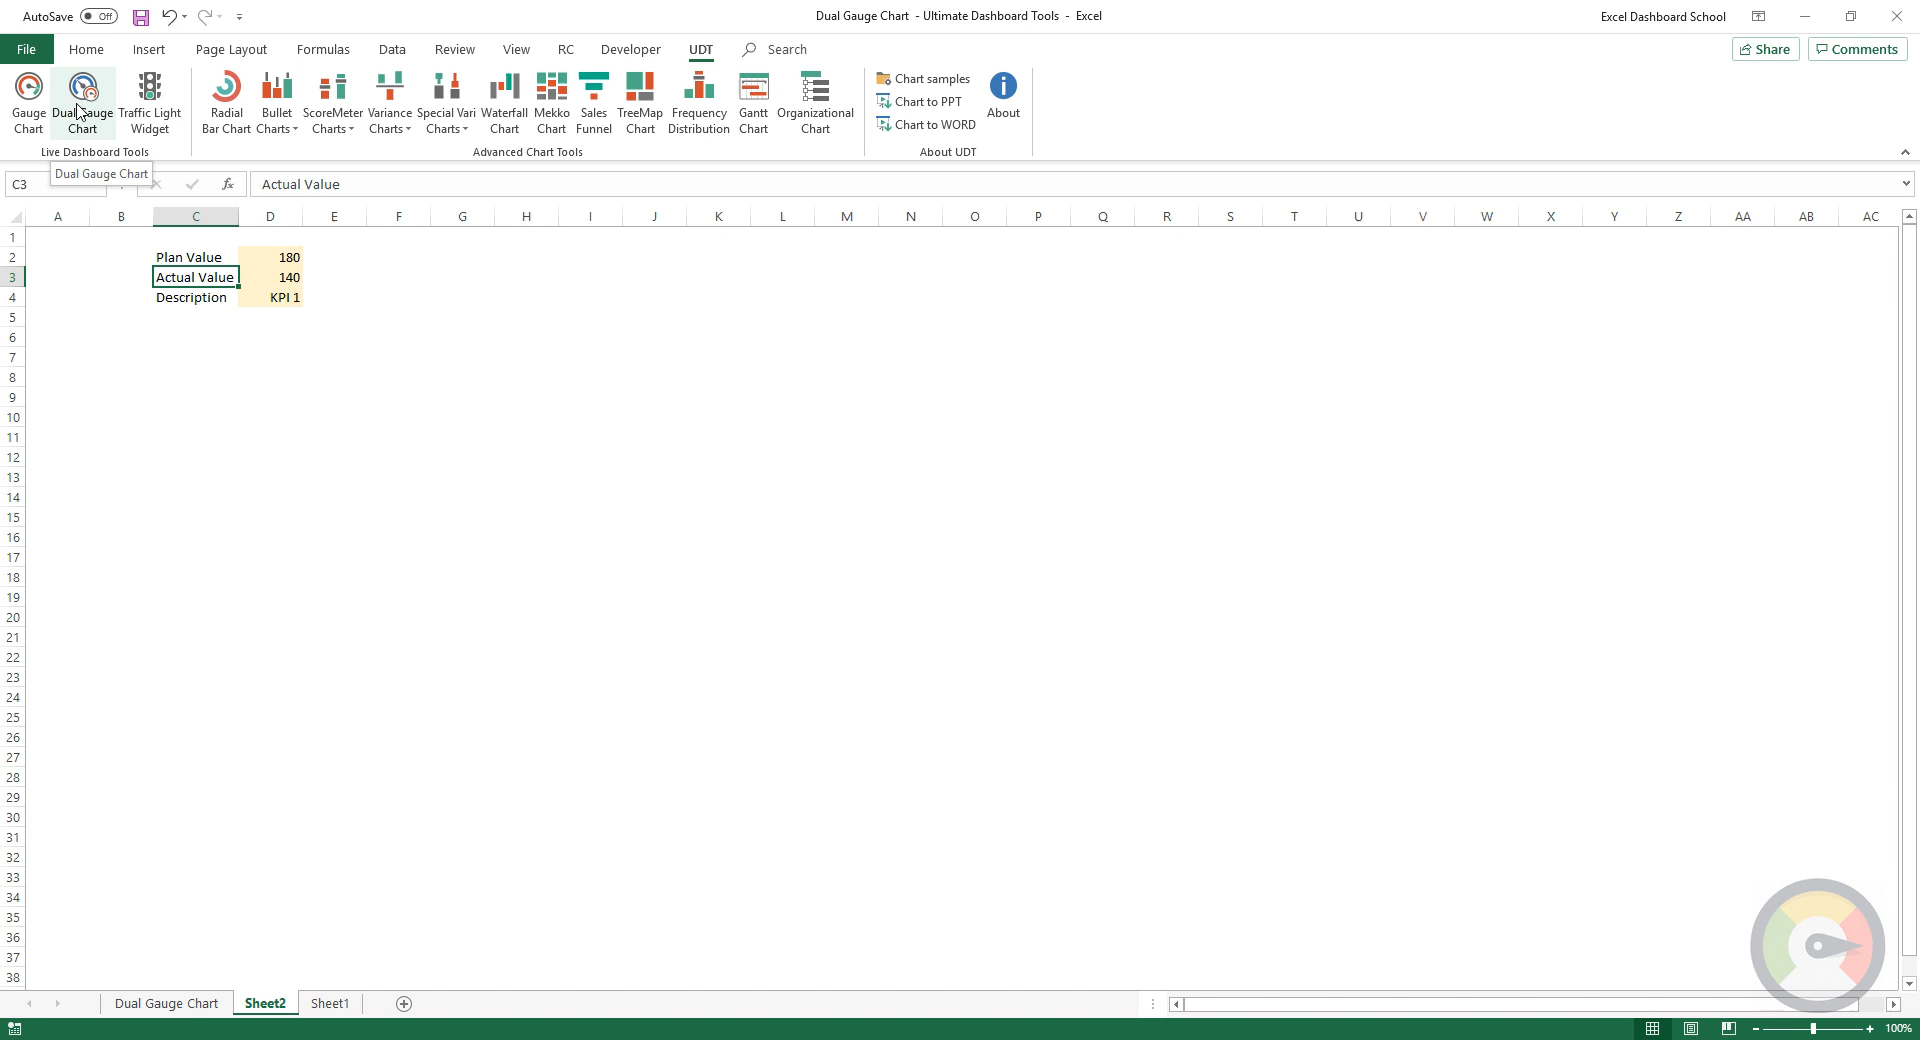 AutoSave Off Dual Gauge Chart - Ultimate Dashboard Tools - Excel Excel Dashboard School
File Home Insert Page Layout Formulas Data Review View RC Developer UDT Search Share Comments
Gauge Chart
Dual Gauge Chart
Traffic Light Widget
Live Dashboard Tools
Radial Bar Chart
Bullet Charts
ScoreMeter Charts
Variance Charts
Special Vari Charts
Waterfall Chart
Mekko Chart
Sales Funnel
TreeMap Chart
Frequency Distribution
Gantt Chart
Organizational Chart
Advanced Chart Tools
Chart samples
Chart to PPT
Chart to WORD
About
About UDT
Dual Gauge Chart
C3 fx Actual Value
A B C D E F G H I J K L M N O P Q R S T U V W X Y Z AA AB AC
1
2 Plan Value 180
3 Actual Value 140
4 Description KPI 1
5
6
7
8
9
10
11
12
13
14
15
16
17
18
19
20
21
22
23
24
25
26
27
28
29
30
31
32
33
34
35
36
37
38
Dual Gauge Chart Sheet2 Sheet1
100%